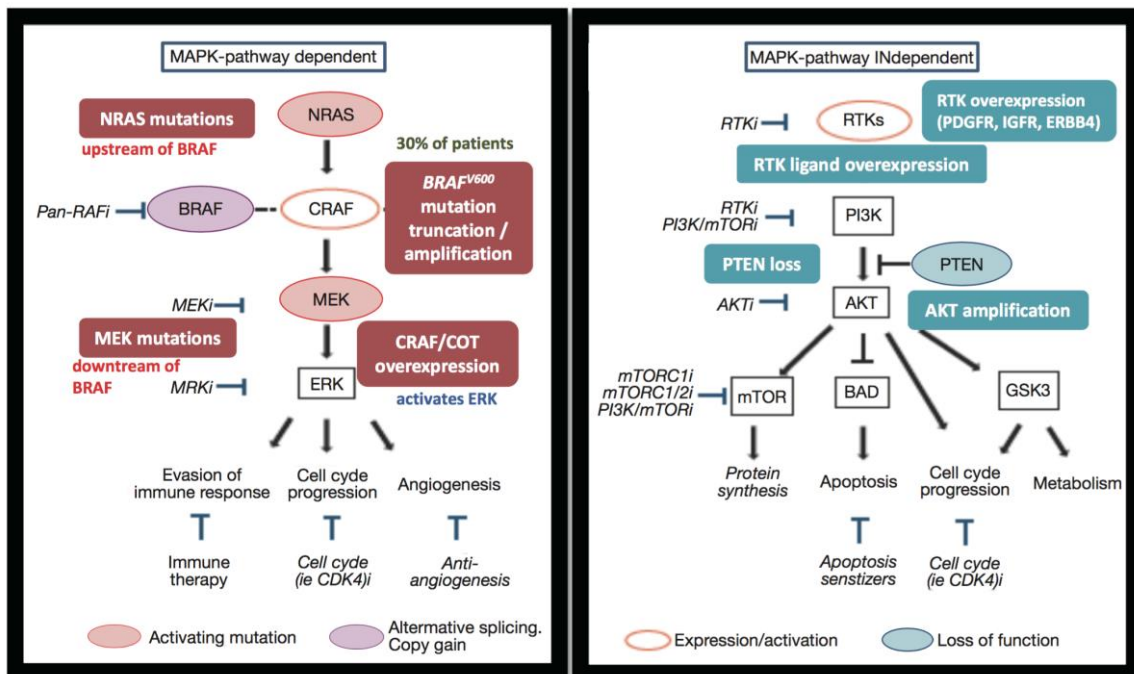 MAPK-pathway dependent
NRAS mutations
upstream of BRAF
NRAS
30% of patients
Pan-RAFi
BRAF
CRAF
BRAFV600
mutation
truncation /
amplification
MEKi
MEK
MEK mutations
downtream of
BRAF
MRKi
ERK
CRAF/COT
overexpression
activates ERK
Evasion of
immune response
Cell cyde
progression
Angiogenesis
Immune
therapy
Cell cyde
(ie CDK4)i
Anti-
angiogenesis
Activating mutation
Alternative splicing.
Copy gain
MAPK-pathway INdependent
RTKi
RTKs
RTK overexpression
(PDGFR, IGFR, ERBB4)
RTK ligand overexpression
RTKi
PI3K/mTORi
PI3K
PTEN loss
PTEN
AKTi
AKT
AKT amplification
mTORC1i
mTORC1/2i
PI3K/mTORi
mTOR
BAD
GSK3
Protein
synthesis
Apoptosis
Cell cyde
progression
Metabolism
Apoptosis
senstizers
Cell cyde
(ie CDK4)i
Expression/activation
Loss of function